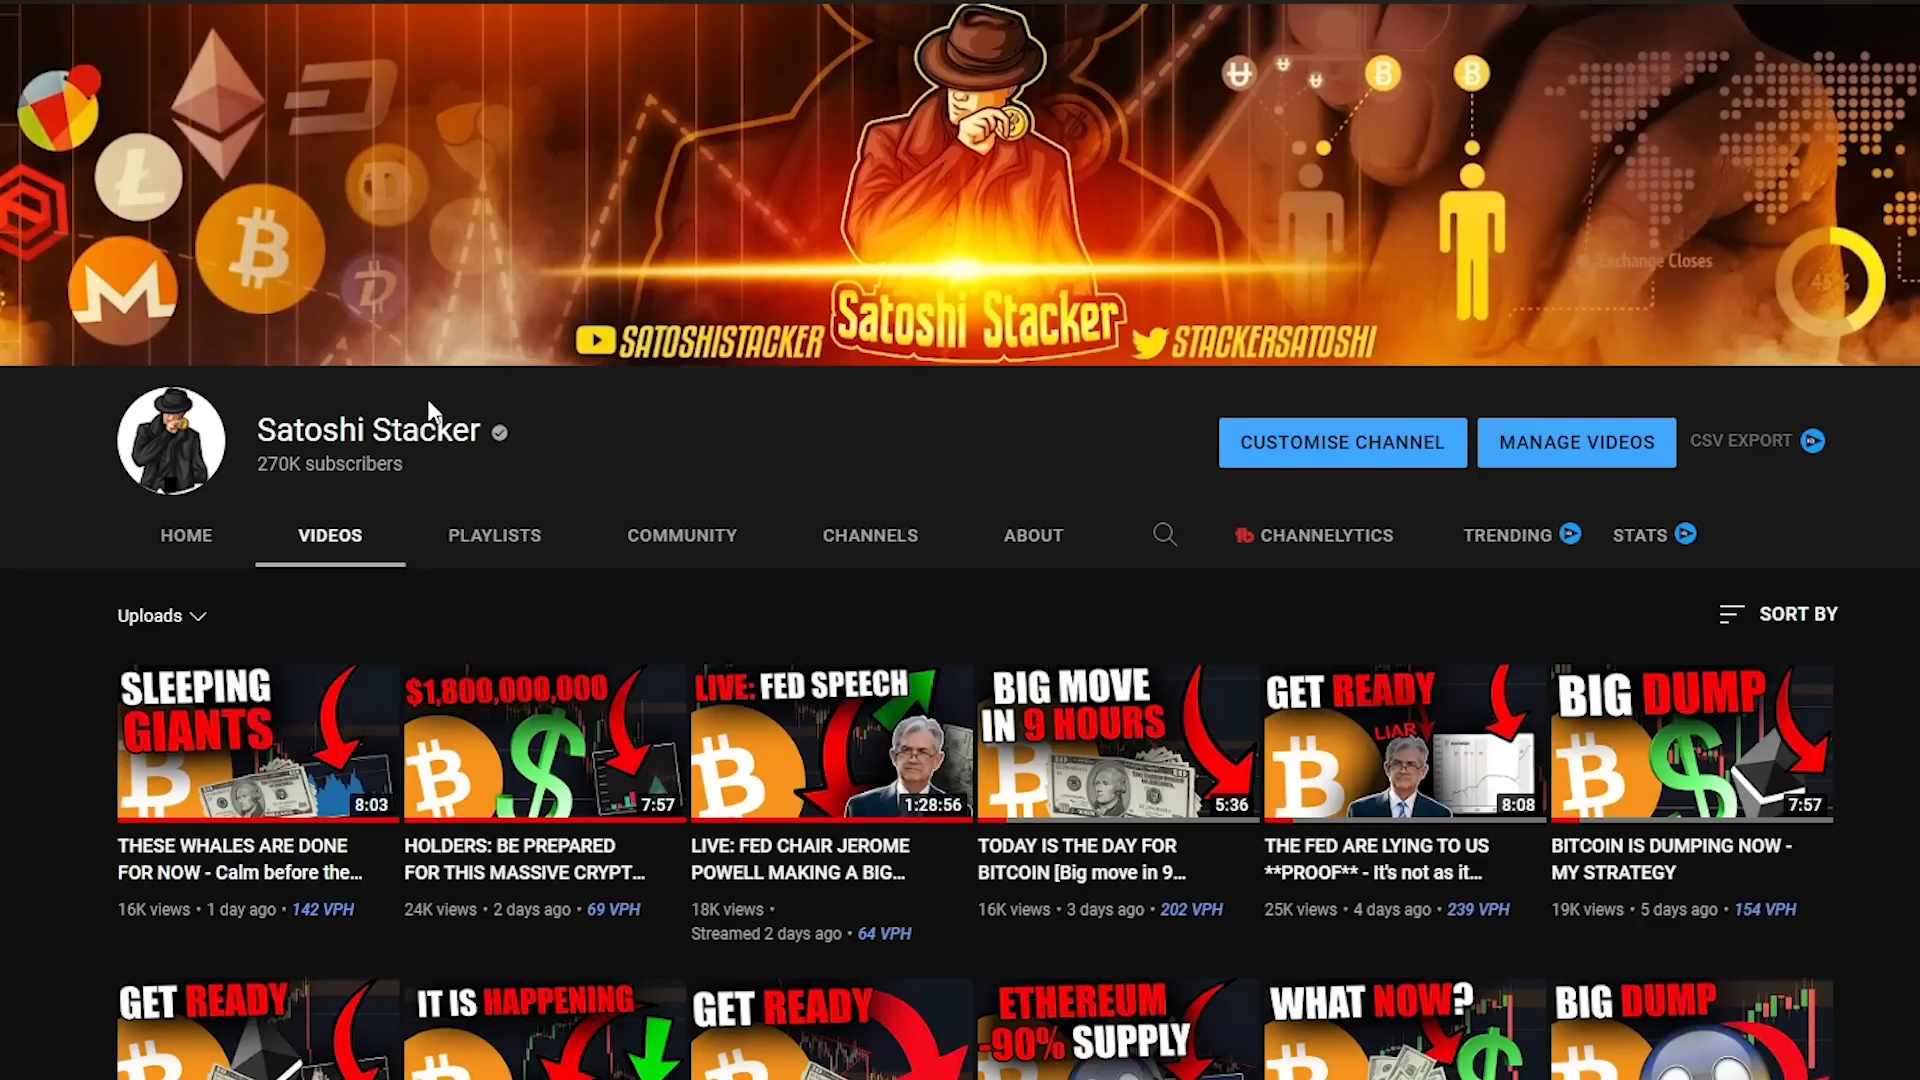 Exchange Closes
45%
SATOSHISTACKER
Satoshi Stacker
STACKERSATOSHI
Satoshi Stacker
270K subscribers
CUSTOMISE CHANNEL
MANAGE VIDEOS
CSV EXPORT
HOME
VIDEOS
PLAYLISTS
COMMUNITY
CHANNELS
ABOUT
CHANNELYTICS
TRENDING
STATS
Uploads
SORT BY
SLEEPING
GIANTS
8:03
THESE WHALES ARE DONE
FOR NOW - Calm before the...
16K views • 1 day ago • 142 VPH
$1,800,000,000
7:57
HOLDERS: BE PREPARED
FOR THIS MASSIVE CRYPT...
24K views • 2 days ago • 69 VPH
LIVE: FED SPEECH
1:28:56
LIVE: FED CHAIR JEROME
POWELL MAKING A BIG...
18K views •
Streamed 2 days ago • 64 VPH
BIG MOVE
IN 9 HOURS
5:36
TODAY IS THE DAY FOR
BITCOIN [Big move in 9...
16K views • 3 days ago • 202 VPH
GET READY
LIAR
8:08
THE FED ARE LYING TO US
**PROOF** - It's not as it...
25K views • 4 days ago • 239 VPH
BIG DUMP
7:57
BITCOIN IS DUMPING NOW -
MY STRATEGY
19K views • 5 days ago • 154 VPH
GET READY
IT IS HAPPENING
GET READY
ETHEREUM
-90% SUPPLY
WHAT NOW?
BIG DUMP